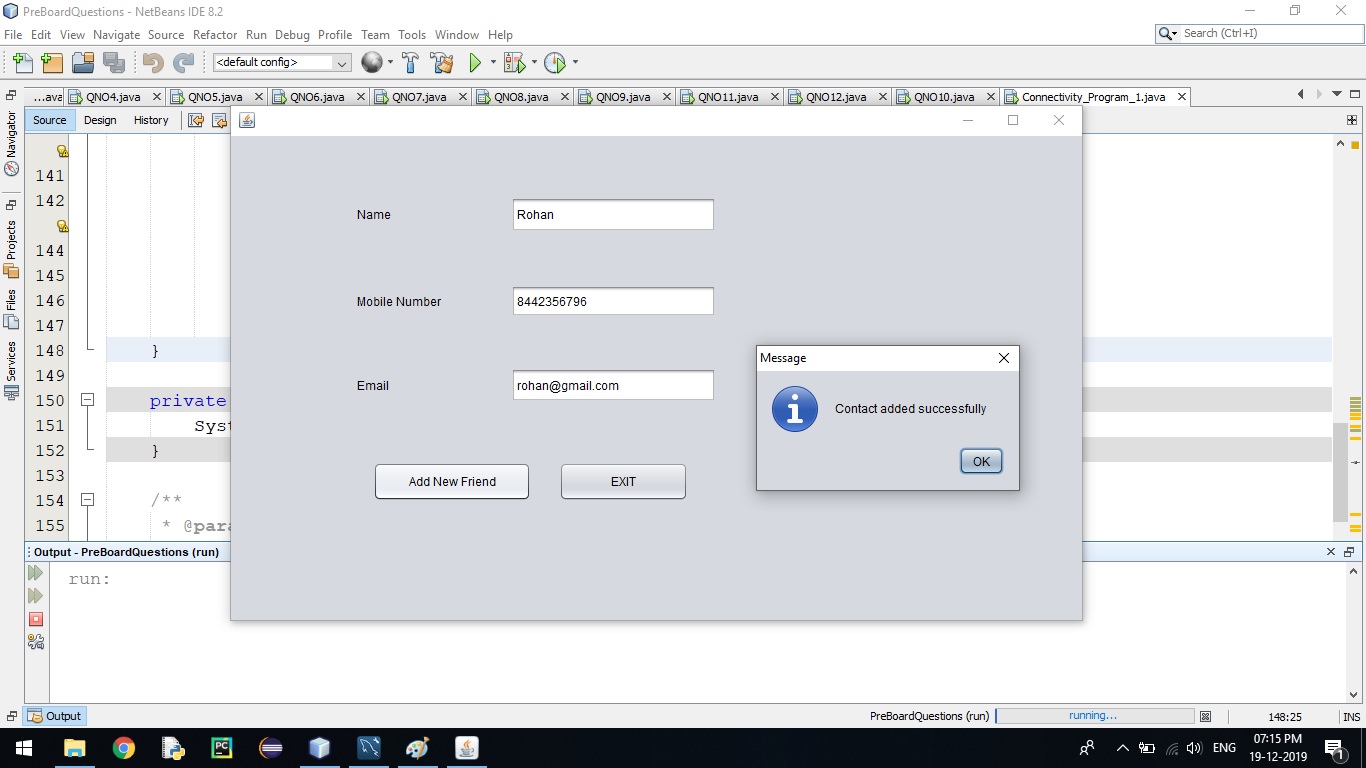 PreBoardQuestions - NetBeans IDE 8.2
File Edit View Navigate Source Refactor Run Debug Profile Team Tools Window Help
Search (Ctrl+I)
<default config>
...ava QNO4.java QNO5.java QNO6.java QNO7.java QNO8.java QNO9.java QNO11.java QNO12.java QNO10.java Connectivity_Program_1.java
Source Design History
Navigator
Projects
Files
Services
141
142
144
145
146
147
148 }
149
150 private
151 Syst
152 }
153
154 /**
155 * @para
Name Rohan
Mobile Number 8442356796
Email rohan@gmail.com
Add New Friend EXIT
Message
Contact added successfully
OK
Output - PreBoardQuestions (run)
run:
Output
PreBoardQuestions (run) running... 148:25 INS
PC
ENG
07:15 PM
19-12-2019
1